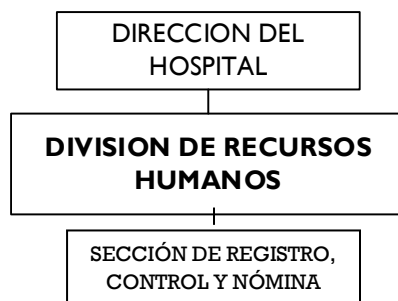 DIRECCION DEL
HOSPITAL
DIVISION DE RECURSOS
HUMANOS
SECCIÓN DE REGISTRO,
CONTROL Y NÓMINA